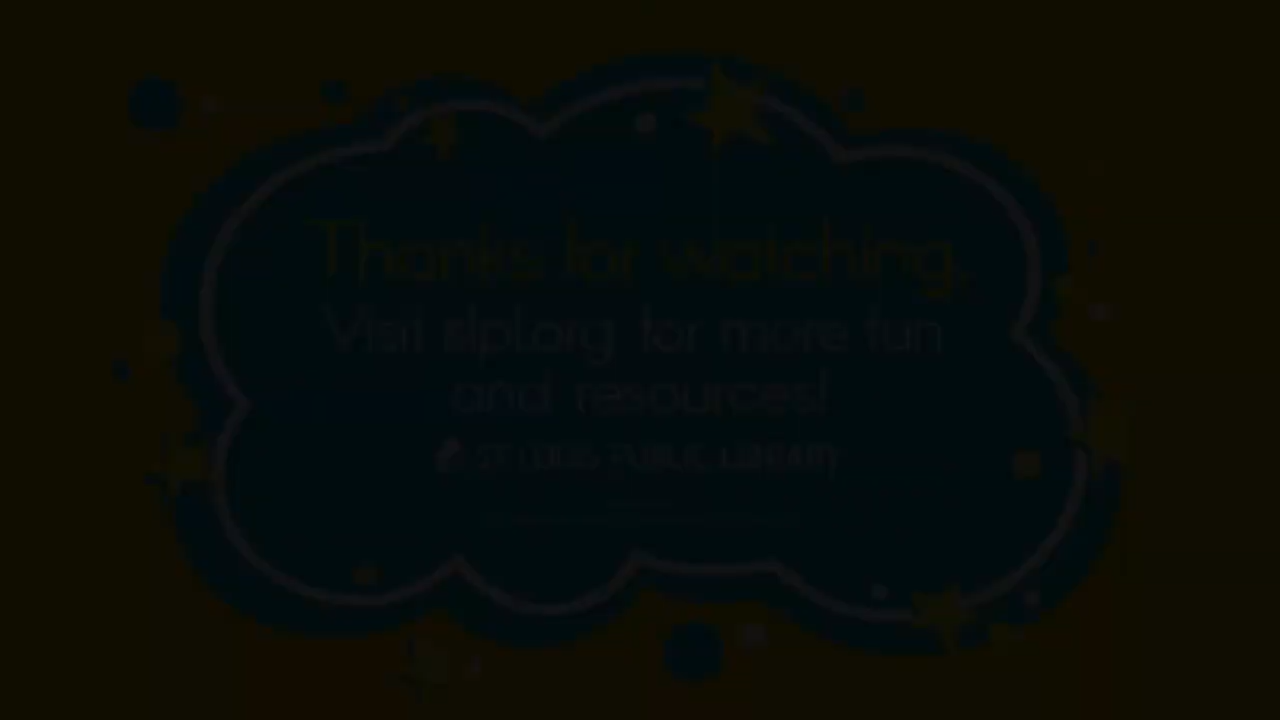 Thanks for watching.
Visit slpl.org for more fun
and resources!
ST. LOUIS PUBLIC LIBRARY